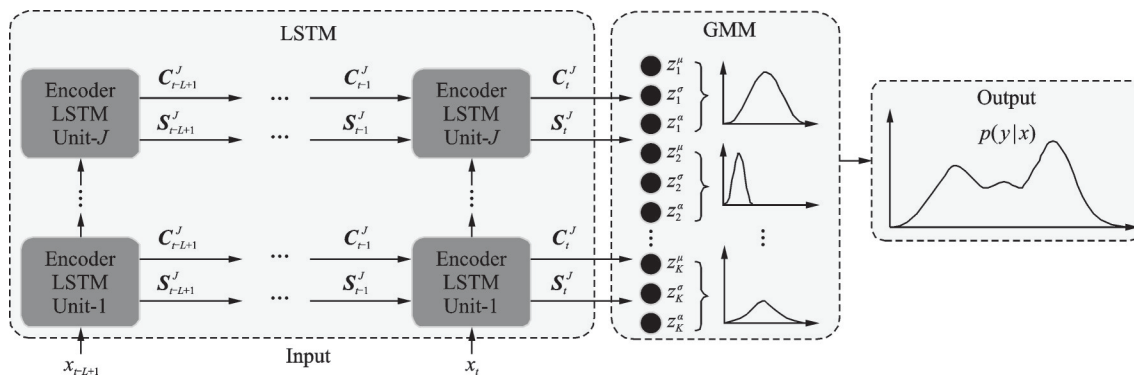 LSTM
GMM
Output
Encoder
LSTM
Unit-J
C^J_{t-L+1}
S^J_{t-L+1}
...
...
C^J_{t-1}
S^J_{t-1}
Encoder
LSTM
Unit-J
C^J_t
S^J_t
...
...
Encoder
LSTM
Unit-1
C^J_{t-L+1}
S^J_{t-L+1}
...
...
C^J_{t-1}
S^J_{t-1}
Encoder
LSTM
Unit-1
C^J_t
S^J_t
x_{t-L+1}
Input
x_t
z^μ_1
z^σ_1
z^α_1
z^μ_2
z^σ_2
z^α_2
...
...
z^μ_K
z^σ_K
z^α_K
p(y|x)